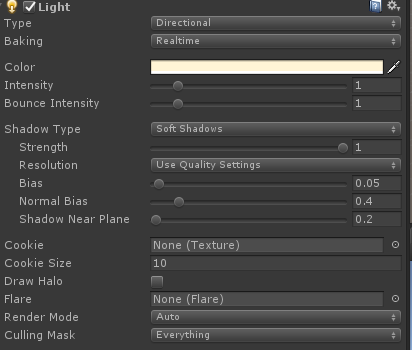 Light
Type Directional
Baking Realtime
Color
Intensity 1
Bounce Intensity 1
Shadow Type Soft Shadows
Strength 1
Resolution Use Quality Settings
Bias 0.05
Normal Bias 0.4
Shadow Near Plane 0.2
Cookie None (Texture)
Cookie Size 10
Draw Halo
Flare None (Flare)
Render Mode Auto
Culling Mask Everything